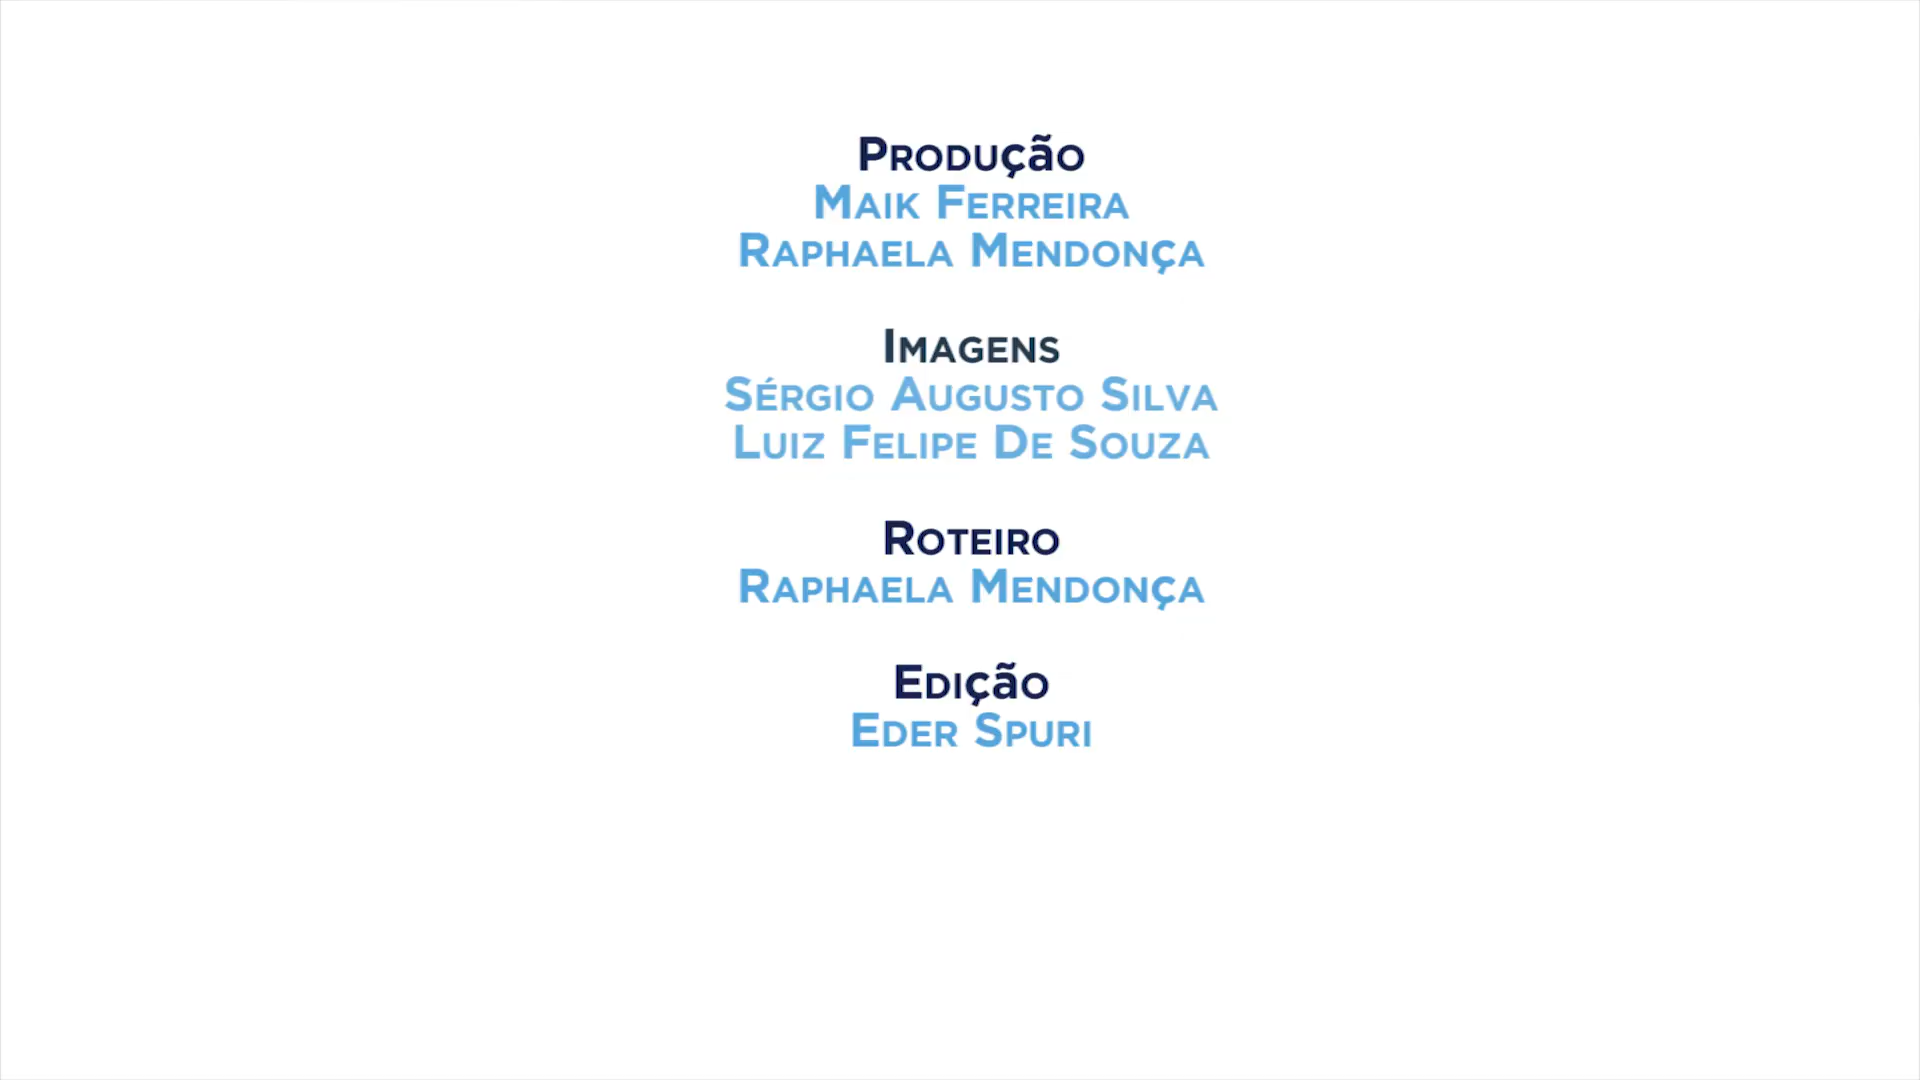 Produção
Maik Ferreira
Raphaela Mendonça
Imagens
Sérgio Augusto Silva
Luiz Felipe De Souza
Roteiro
Raphaela Mendonça
Edição
Eder Spuri